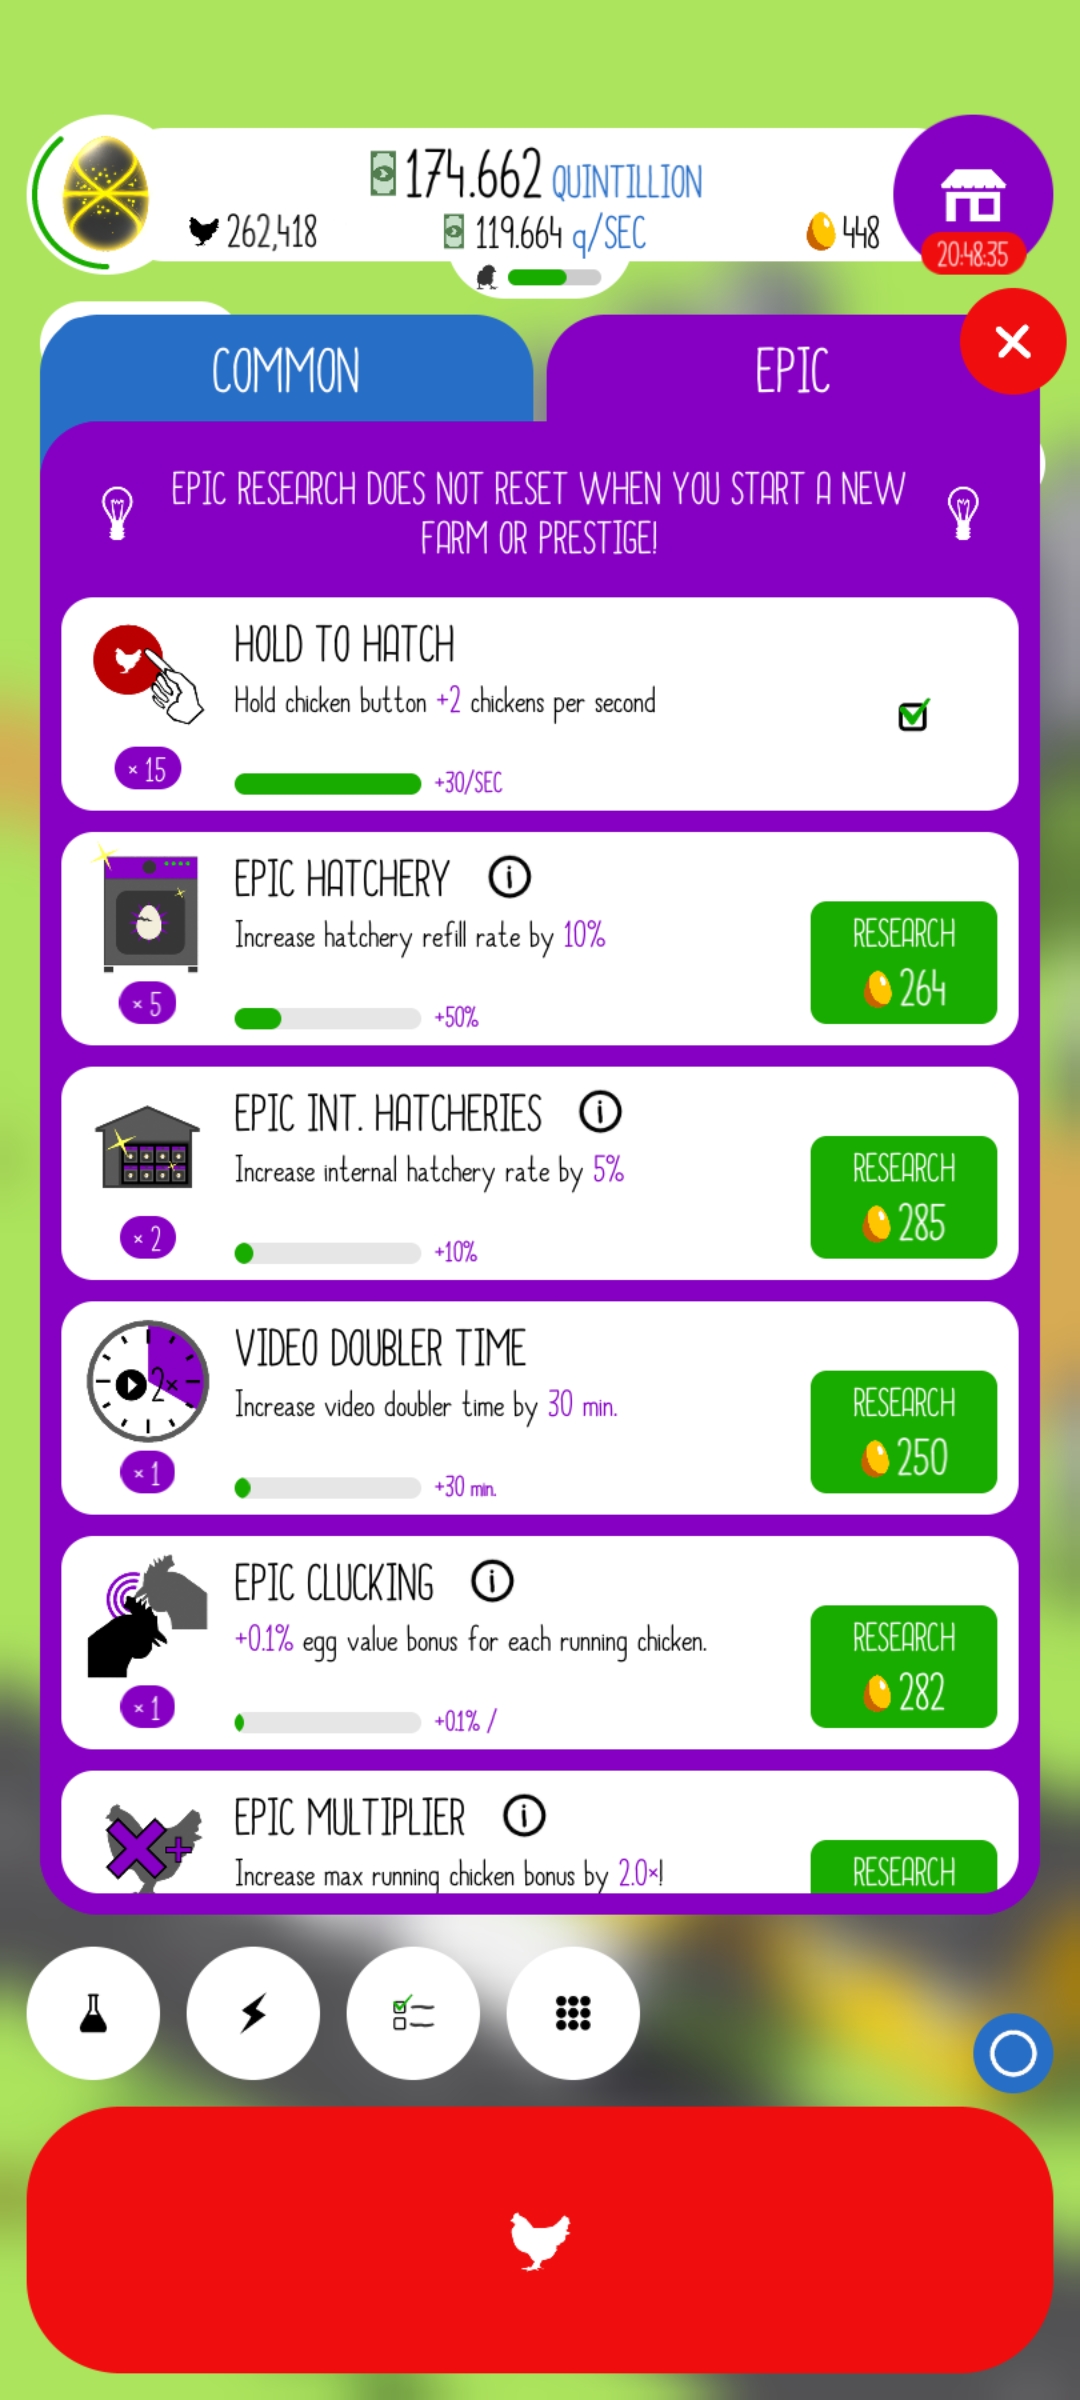 174.662 QUINTILLION
262,418
119.664 q/SEC
448
20:48:35
COMMON
EPIC
EPIC RESEARCH DOES NOT RESET WHEN YOU START A NEW
FARM OR PRESTIGE!
HOLD TO HATCH
Hold chicken button +2 chickens per second
× 15
+30/SEC
EPIC HATCHERY
Increase hatchery refill rate by 10%
RESEARCH
264
× 5
+50%
EPIC INT. HATCHERIES
Increase internal hatchery rate by 5%
RESEARCH
285
× 2
+10%
VIDEO DOUBLER TIME
2×
Increase video doubler time by 30 min.
RESEARCH
250
× 1
+30 min.
EPIC CLUCKING
+0.1% egg value bonus for each running chicken.
RESEARCH
282
× 1
+0.1% /
EPIC MULTIPLIER
Increase max running chicken bonus by 2.0×!
RESEARCH